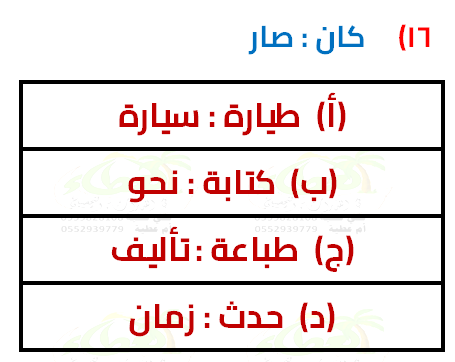 ١٦) كان : صار
(أ) طيارة : سيارة
(ب) كتابة : نحو
(ج) طباعة : تأليف
(د) حدث : زمان
0552939779 أم عطية
0552939779 أم عطية